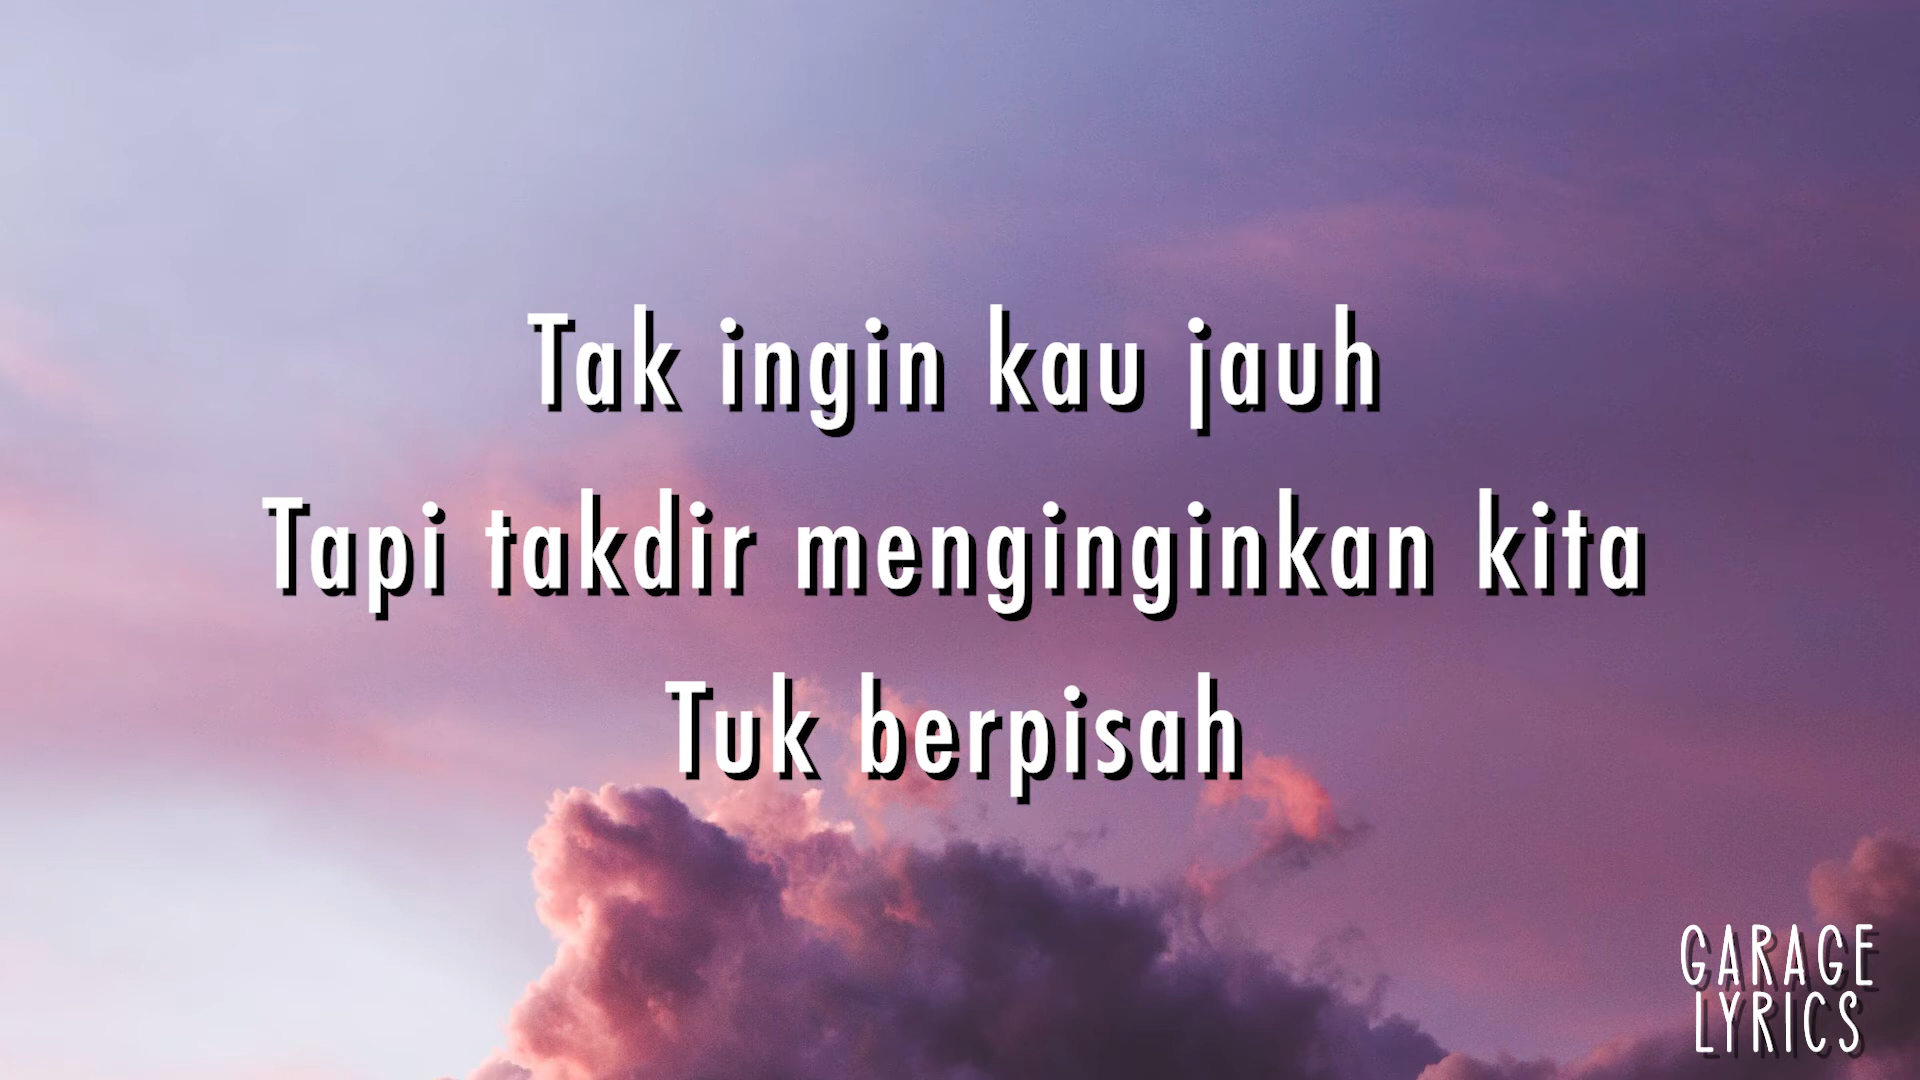 Tak ingin kau jauh
Tapi takdir menginginkan kita
Tuk berpisah
GARAGE
LYRICS